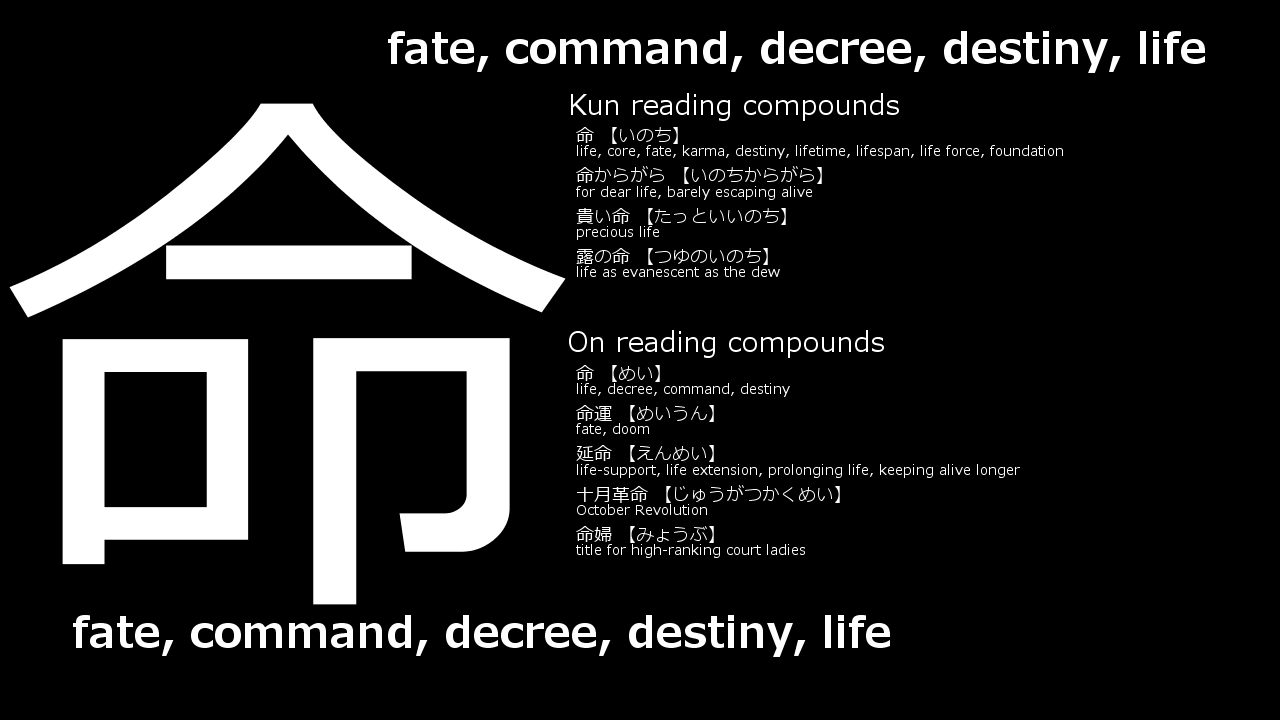 fate, command, decree, destiny, life
命
Kun reading compounds
命 【いのち】
life, core, fate, karma, destiny, lifetime, lifespan, life force, foundation
命からがら 【いのちからがら】
for dear life, barely escaping alive
貴い命 【たっといいのち】
precious life
露の命 【つゆのいのち】
life as evanescent as the dew
On reading compounds
命 【めい】
life, decree, command, destiny
命運 【めいうん】
fate, doom
延命 【えんめい】
life-support, life extension, prolonging life, keeping alive longer
十月革命 【じゅうがつかくめい】
October Revolution
命婦 【みょうぶ】
title for high-ranking court ladies
fate, command, decree, destiny, life